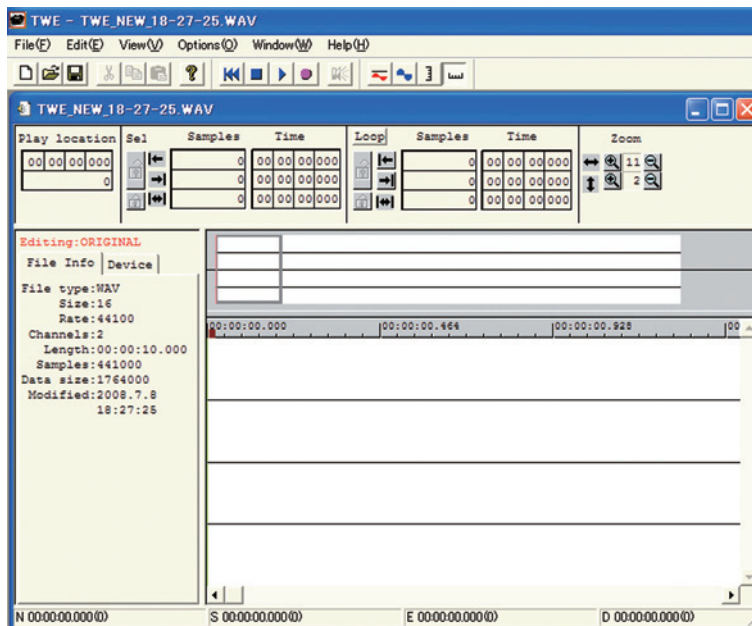 TWE - TWE_NEW_18-27-25.WAV
File(F) Edit(E) View(V) Options(O) Window(W) Help(H)
TWE_NEW_18-27-25.WAV
Play location Sel Samples Time Loop Samples Time Zoom
00 00 00 000 0 00 00 00 000 0 00 00 00 000 11
0 0 00 00 00 000 0 00 00 00 000 2
0 00 00 00 000 0 00 00 00 000
Editing:ORIGINAL
File Info Device
File type:WAV
Size:16
Rate:44100
Channels:2
Length:00:00:10.000
Samples:441000
Data size:1764000
Modified:2008.7.8
18:27:25
00:00:00.000 00:00:00.464 00:00:00.928 00
N 00:00:00.000(0) S 00:00:00.000(0) E 00:00:00.000(0) D 00:00:00.000(0)